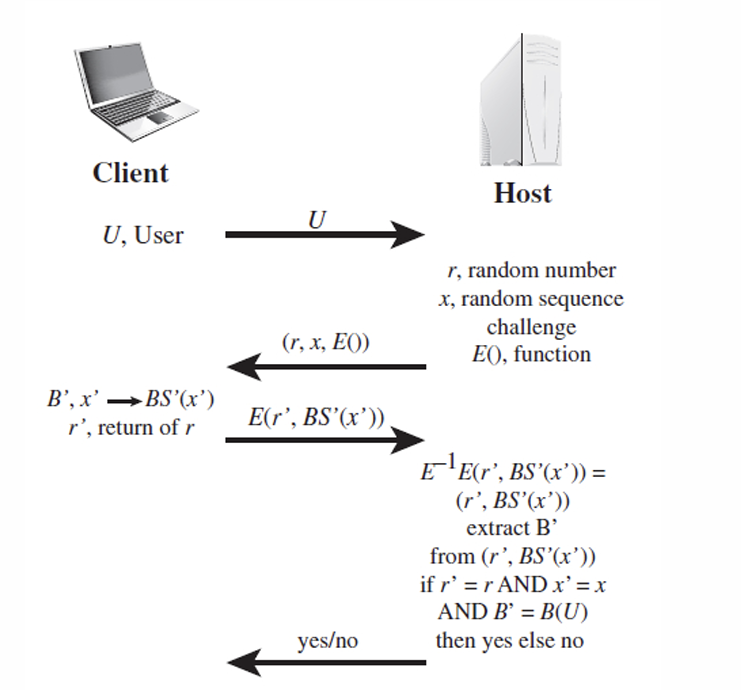 Client
Host
U, User
U
r, random number
x, random sequence
challenge
E(), function
(r, x, E())
B’, x’ → BS’(x’)
r’, return of r
E(r’, BS’(x’))
E–1E(r’, BS’(x’)) =
(r’, BS’(x’))
extract B’
from (r’, BS’(x’))
if r’ = r AND x’ = x
AND B’ = B(U)
then yes else no
yes/no